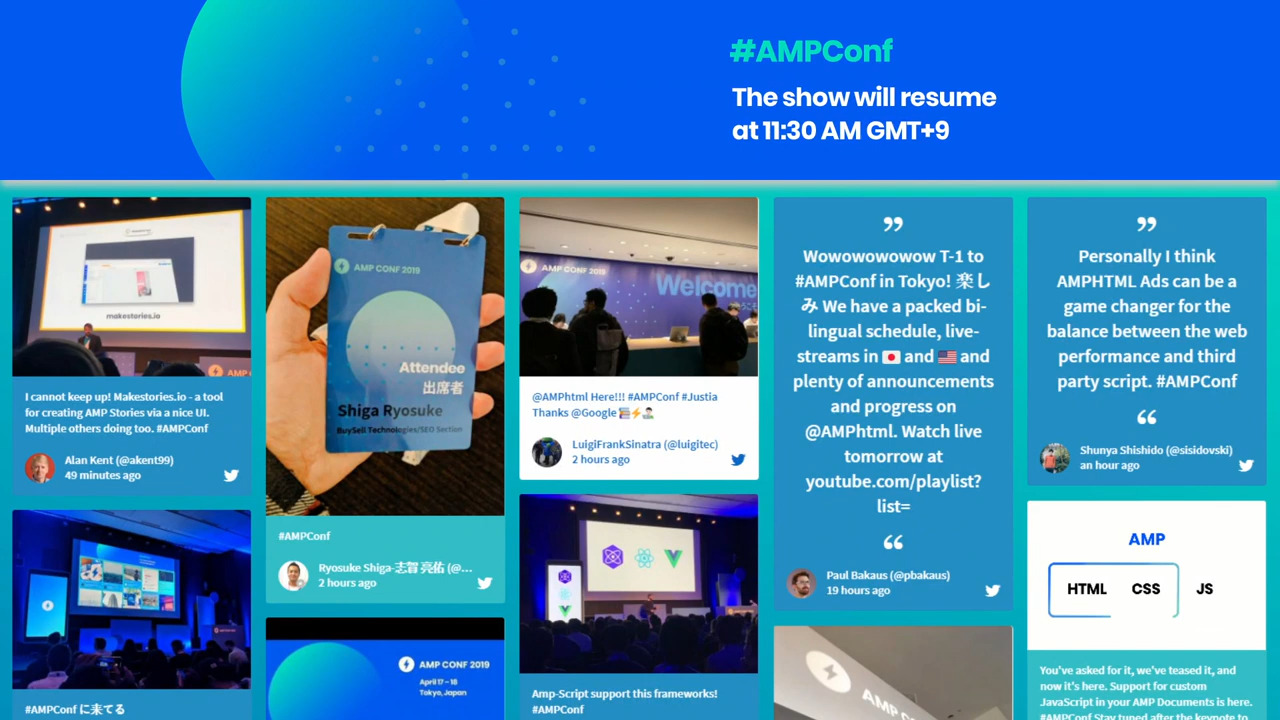 #AMPConf
The show will resume
at 11:30 AM GMT+9
makestories.io
I cannot keep up! Makestories.io - a tool
for creating AMP Stories via a nice UI.
Multiple others doing too. #AMPConf
Alan Kent (@akent99)
49 minutes ago
#AMPConf に来てる
AMP CONF 2019
Attendee
出席者
Shiga Ryosuke
BuySell Technologies/SEO Section
#AMPConf
Ryosuke Shiga-志賀 亮佑 (@...
2 hours ago
AMP CONF 2019
April 17 – 18
Tokyo, Japan
AMP CONF 2019
Welcome
@AMPhtml Here!!! #AMPConf #Justia
Thanks @Google
LuigiFrankSinatra (@luigitec)
2 hours ago
Amp-Script support this frameworks!
#AMPConf
”
Wowowowowow T-1 to
#AMPConf in Tokyo! 楽し
み We have a packed bi-
lingual schedule, live-
streams in 🇯🇵 and 🇺🇸 and
plenty of announcements
and progress on
@AMPhtml. Watch live
tomorrow at
youtube.com/playlist?
list=
“
Paul Bakaus (@pbakaus)
19 hours ago
AMP CO
”
Personally I think
AMPHTML Ads can be a
game changer for the
balance between the web
performance and third
party script. #AMPConf
“
Shunya Shishido (@sisidovski)
an hour ago
AMP
HTML CSS JS
You've asked for it, we've teased it, and
now it's here. Support for custom
JavaScript in your AMP Documents is here.
#AMPConf Stay tuned after the keynote to